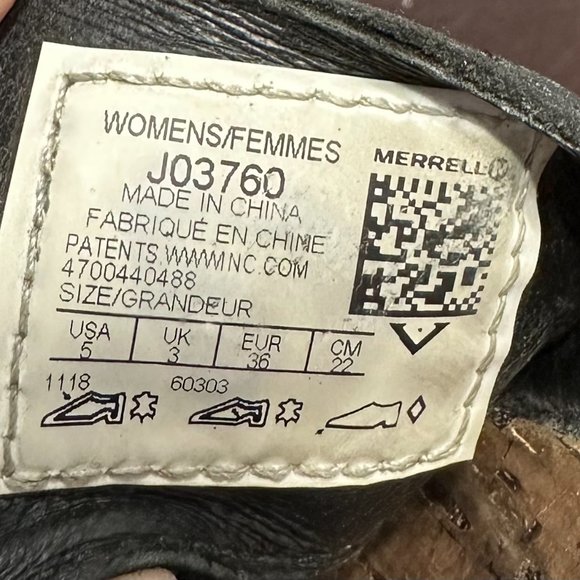 WOMENS/FEMMES
J03760
MADE IN CHINA
FABRIQUÉ EN CHINE
PATENTS WWWINC.COM
4700440488
SIZE/GRANDEUR
USA UK EUR CM
5 3 36 22
1118 60303
MERRELL